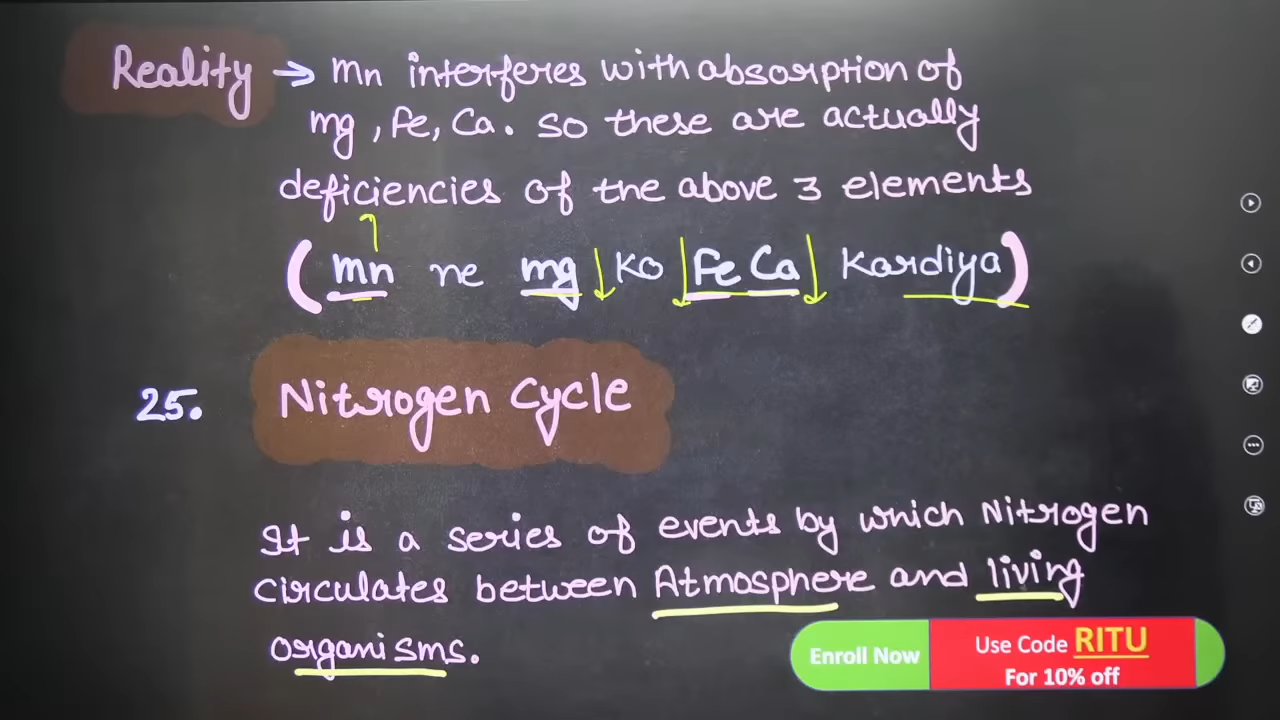 Reality → Mn interferes with absorption of
mg, Fe, Ca. so these are actually
deficiencies of the above 3 elements
(mn ne mg ↓ KO ↓ Fe Ca ↓ Kardiya)
25. Nitrogen Cycle
It is a series of events by which Nitrogen
circulates between Atmosphere and living
organisms.
Enroll Now
Use Code RITU
For 10% off